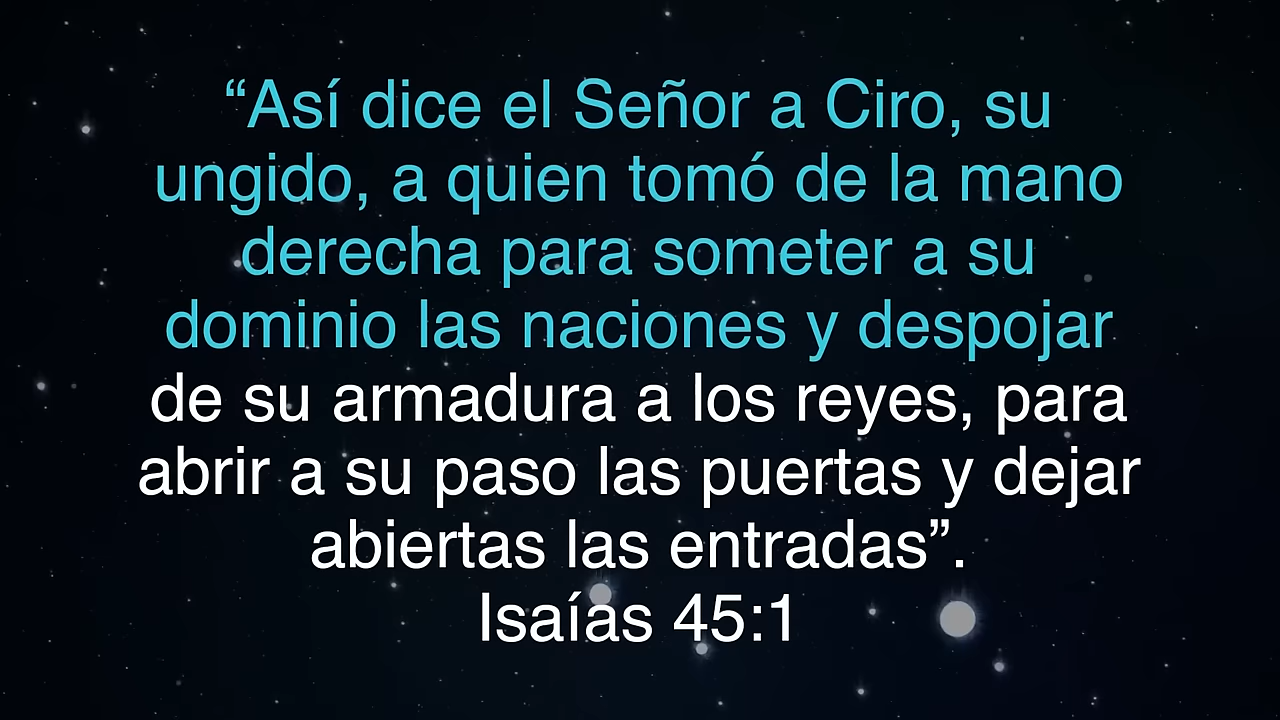 “Así dice el Señor a Ciro, su
ungido, a quien tomó de la mano
derecha para someter a su
dominio las naciones y despojar
de su armadura a los reyes, para
abrir a su paso las puertas y dejar
abiertas las entradas”.
Isaías 45:1